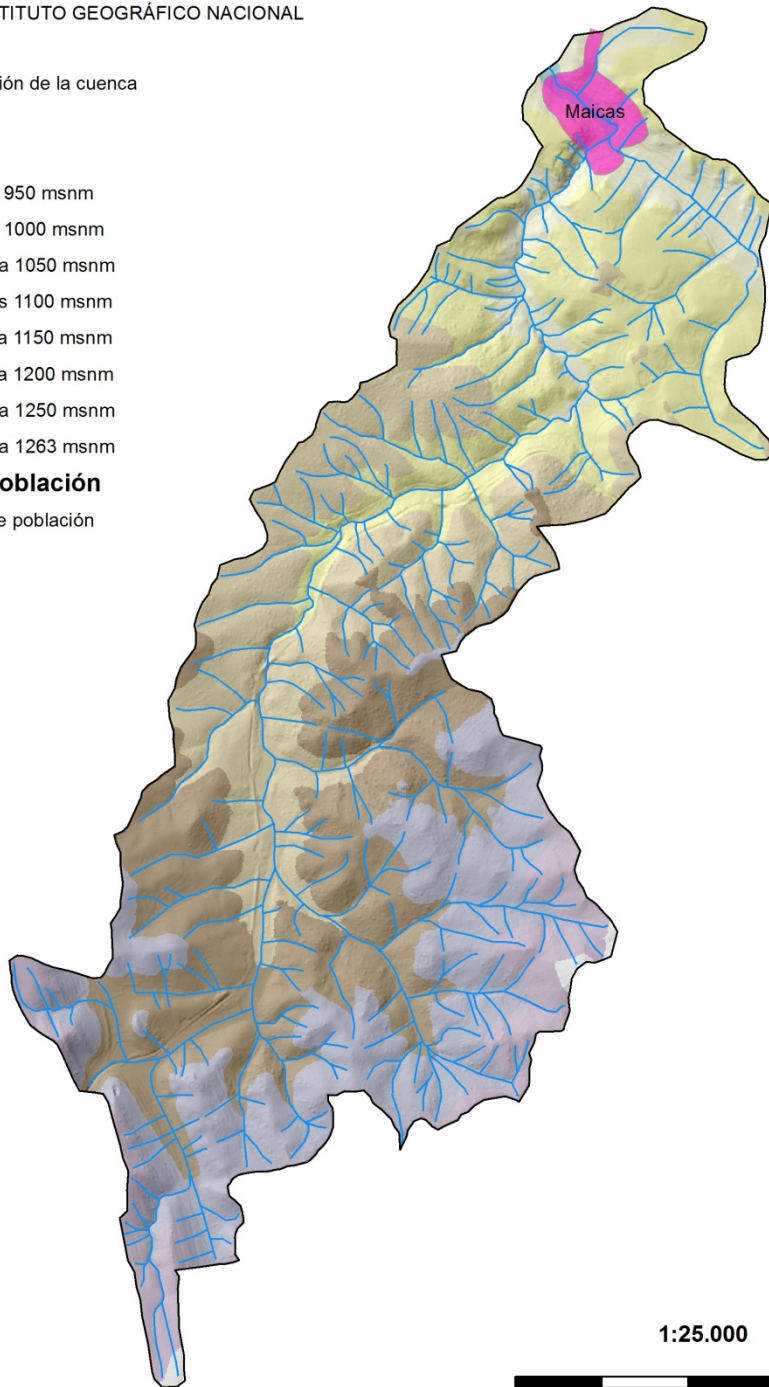 TITUTO GEOGRÁFICO NACIONAL
ión de la cuenca
950 msnm
1000 msnm
a 1050 msnm
s 1100 msnm
a 1150 msnm
a 1200 msnm
a 1250 msnm
a 1263 msnm
oblación
e población
Maicas
1:25.000